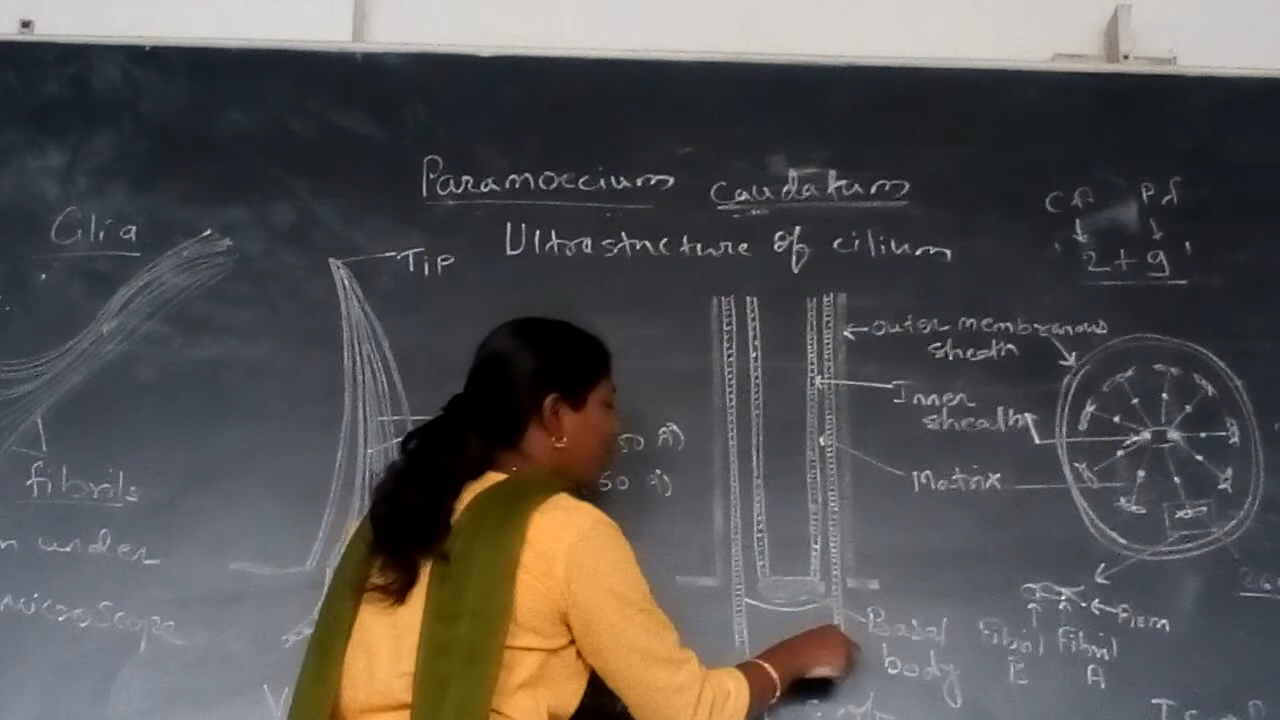 Paramoecium caudatum
Ultrastructure of cilium
Cilia
Tip
fibrils
under
microscope
50 Å)
Cf Pf
2 + 9
outer membranous
sheath
Inner
sheath
Matrix
Basal
body
Fibril
B
Fibril
A